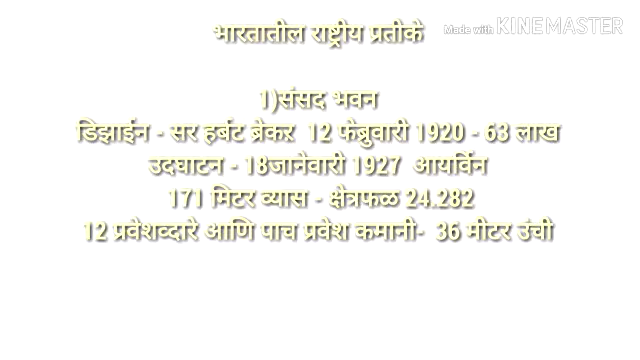 भारतातील राष्ट्रीय प्रतीके
Made with KINEMASTER
1)संसद भवन
डिझाईन - सर हर्बट ब्रेकर 12 फेब्रुवारी 1920 - 63 लाख
उदघाटन - 18जानेवारी 1927 आयर्विन
171 मिटर व्यास - क्षेत्रफळ 24.282
12 प्रवेशव्दारे आणि पाच प्रवेश कमानी- 36 मीटर उंची